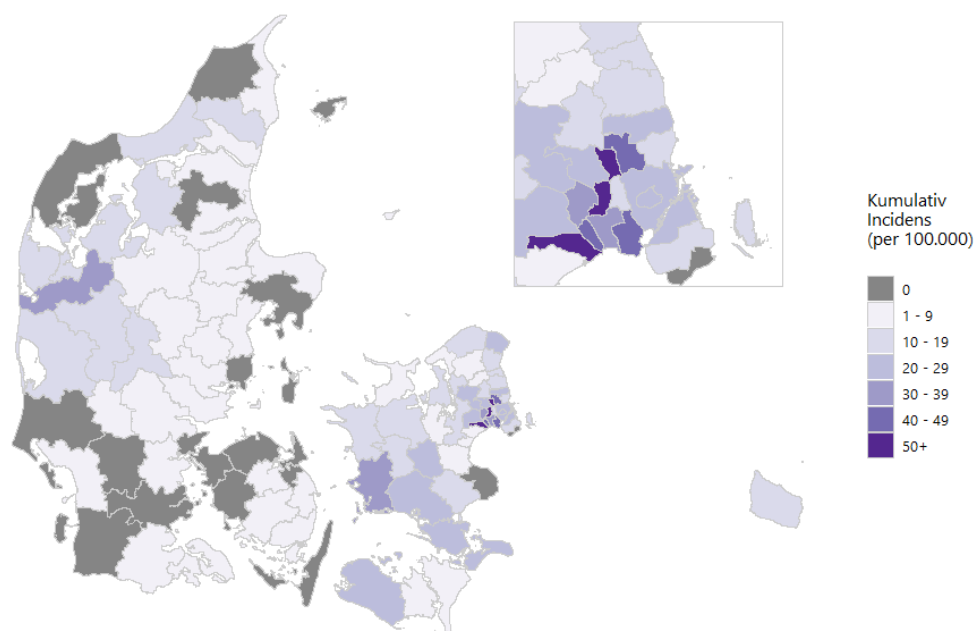 Kumulativ
Incidens
(per 100.000)
0
1 - 9
10 - 19
20 - 29
30 - 39
40 - 49
50+